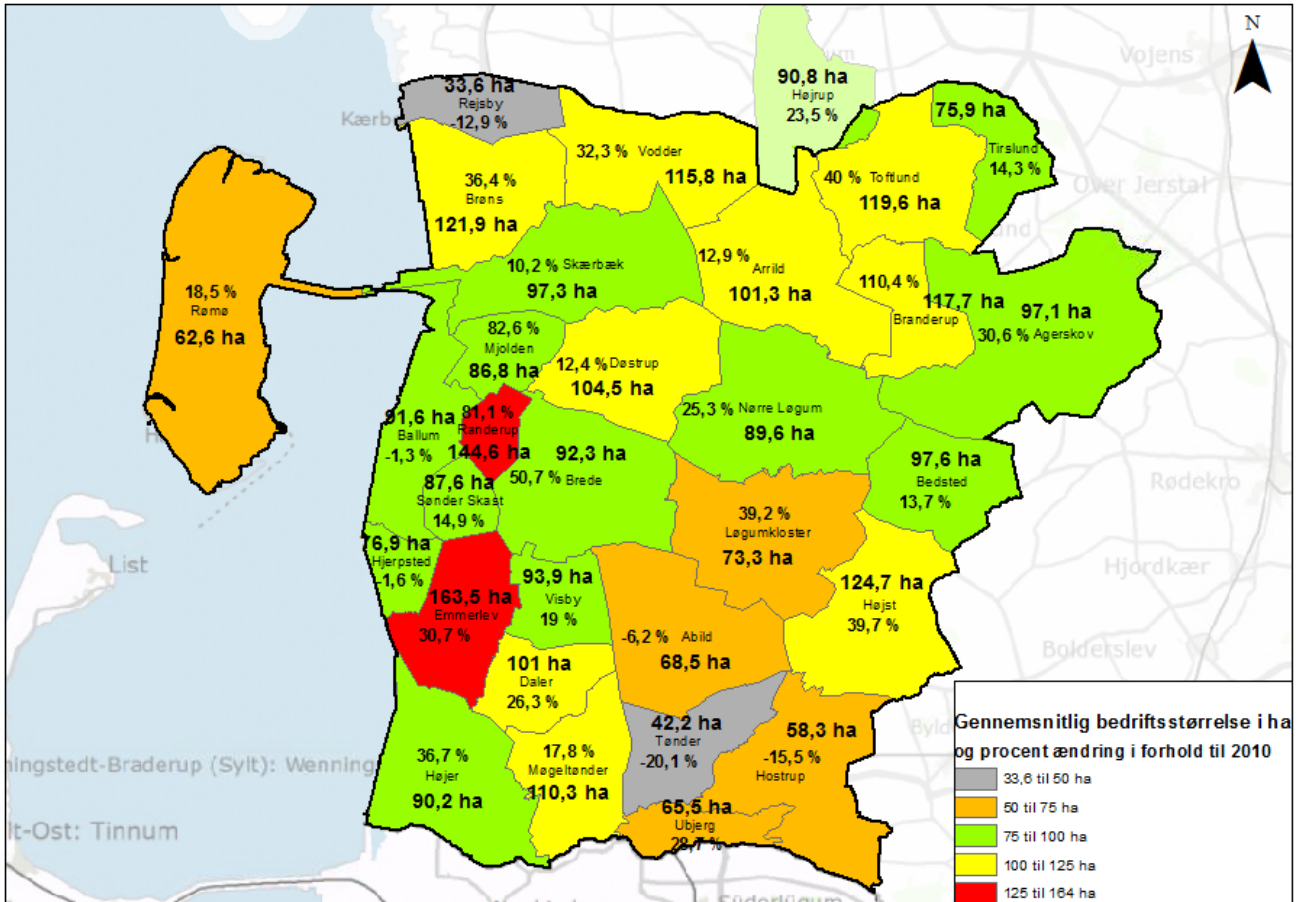 N
Vojens
90,8 ha
Højrup
23,5 %
33,6 ha
Rejsby
-12,9 %
Kærb
75,9 ha
Tirslund
14,3 %
32,3 % Vodder
115,8 ha
40 % Toftlund
119,6 ha
Over Jerstal
36,4 %
Brøns
121,9 ha
10,2 % Skærbæk
97,3 ha
12,9 %
Arrild
101,3 ha
110,4 %
117,7 ha
Branderup
97,1 ha
30,6 % Agerskov
18,5 %
Rømø
62,6 ha
82,6 %
Mjolden
86,8 ha
12,4 % Døstrup
104,5 ha
91,6 ha
Ballum
-1,3 %
81,1 %
Randerup
144,6 ha
25,3 % Nørre Løgum
89,6 ha
92,3 ha
50,7 % Brede
87,6 ha
Sønder Skast
14,9 %
97,6 ha
Bedsted
13,7 %
Rødekro
39,2 %
Løgumkloster
73,3 ha
76,9 ha
Hjerpsted
-1,6 %
List
163,5 ha
Emmerlev
30,7 %
93,9 ha
Visby
19 %
124,7 ha
Højst
39,7 %
Hjordkær
-6,2 % Abild
68,5 ha
Bolderslev
101 ha
Daler
26,3 %
42,2 ha
Tønder
-20,1 %
58,3 ha
-15,5 %
Hostrup
36,7 %
Højer
90,2 ha
17,8 %
Møgeltønder
110,3 ha
65,5 ha
Ubjerg
28,7 %
ningstedt-Braderup (Sylt): Wenning
lt-Ost: Tinnum
Süderlügum
Byld
Gennemsnitlig bedriftsstørrelse i ha
og procent ændring i forhold til 2010
33,6 til 50 ha
50 til 75 ha
75 til 100 ha
100 til 125 ha
125 til 164 ha